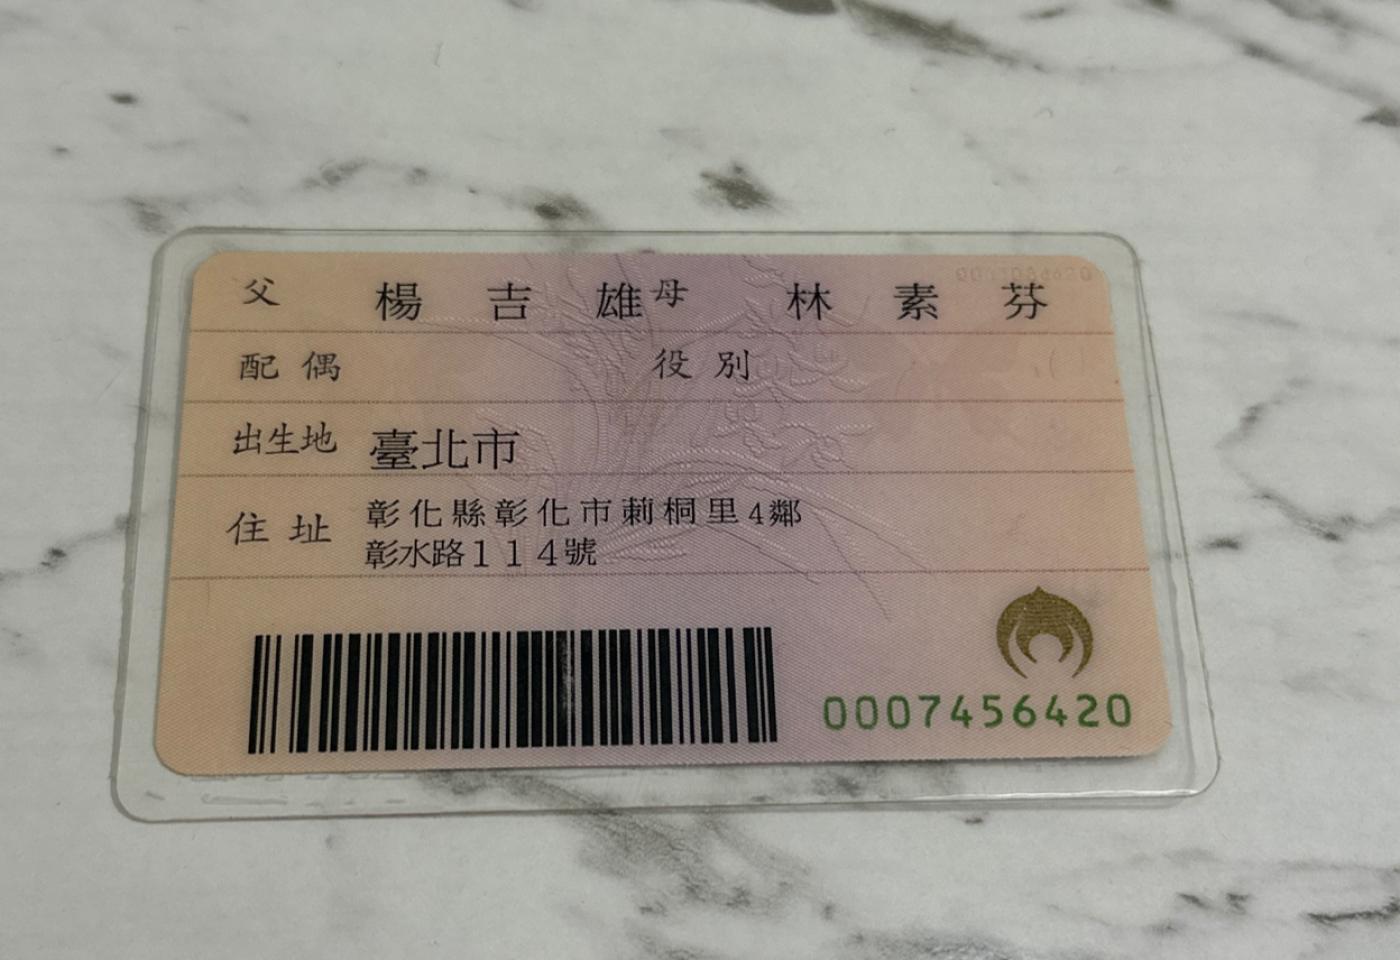 父 楊吉雄 母 林素芬
配偶 役別
出生地 臺北市
住址 彰化縣彰化市莿桐里4鄰
彰水路114號
0007456420